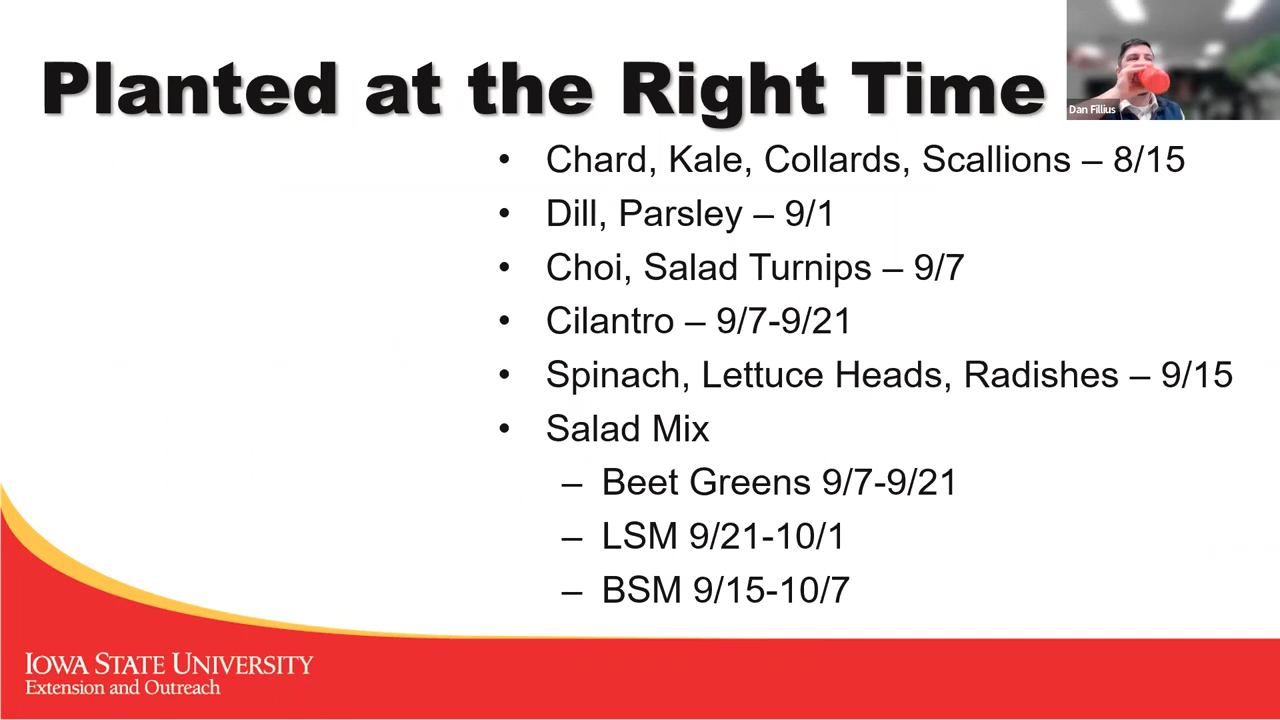 Planted at the Right Time
Dan Fillius
• Chard, Kale, Collards, Scallions – 8/15
• Dill, Parsley – 9/1
• Choi, Salad Turnips – 9/7
• Cilantro – 9/7-9/21
• Spinach, Lettuce Heads, Radishes – 9/15
• Salad Mix
– Beet Greens 9/7-9/21
– LSM 9/21-10/1
– BSM 9/15-10/7
IOWA STATE UNIVERSITY
Extension and Outreach